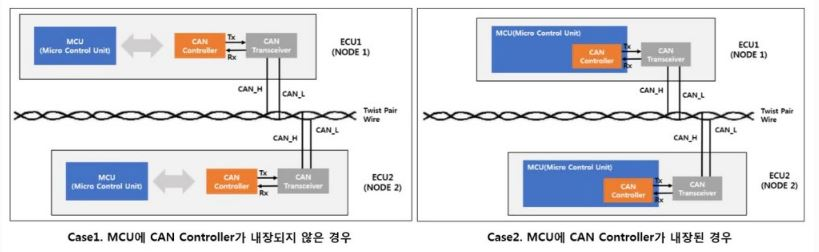 MCU
(Micro Control Unit)
CAN
Controller
Tx
Rx
CAN
Transceiver
ECU1
(NODE 1)
CAN_H
CAN_L
Twist Pair
Wire
CAN_H
CAN_L
MCU
(Micro Control Unit)
CAN
Controller
Tx
Rx
CAN
Transceiver
ECU2
(NODE 2)
Case1. MCU에 CAN Controller가 내장되지 않은 경우
MCU(Micro Control Unit)
CAN
Controller
Tx
Rx
CAN
Transceiver
ECU1
(NODE 1)
CAN_H
CAN_L
Twist Pair
Wire
CAN_H
CAN_L
MCU(Micro Control Unit)
CAN
Controller
Tx
Rx
CAN
Transceiver
ECU2
(NODE 2)
Case2. MCU에 CAN Controller가 내장된 경우